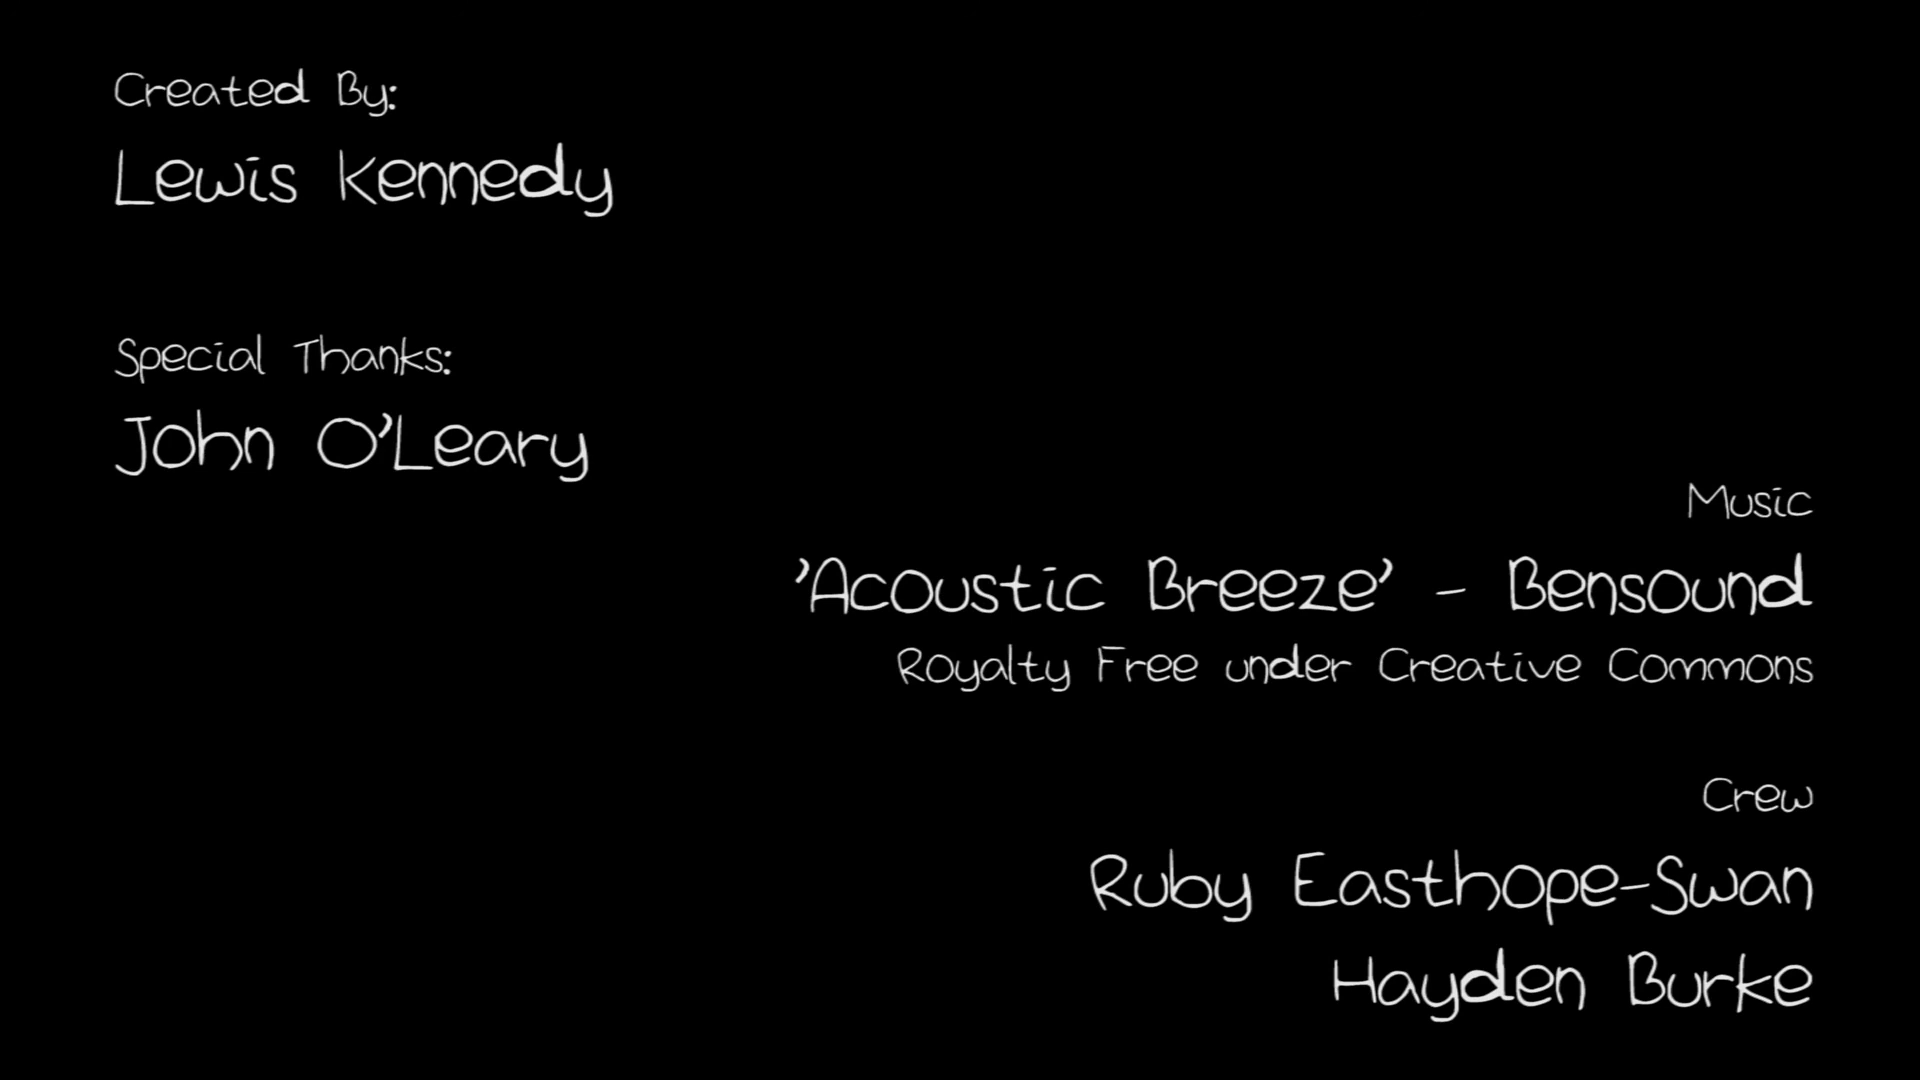 Created By:
Lewis Kennedy
Special Thanks:
John O'Leary
Music
'Acoustic Breeze' - Bensound
Royalty Free under Creative Commons
Crew
Ruby Easthope-Swan
Hayden Burke